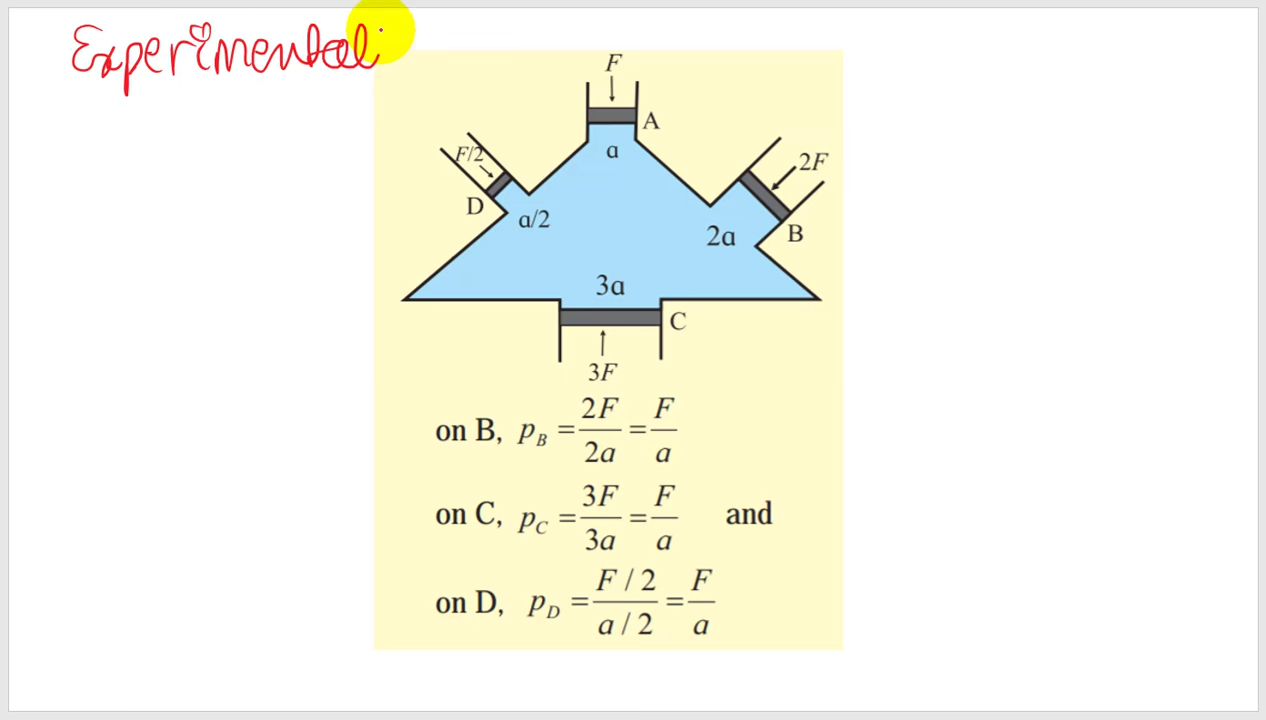 Experimental
F
A
a
F/2
D
a/2
2F
B
2a
3a
C
3F
on B, p_B = 2F/2a = F/a
on C, p_C = 3F/3a = F/a and
on D, p_D = F / 2/a / 2 = F/a